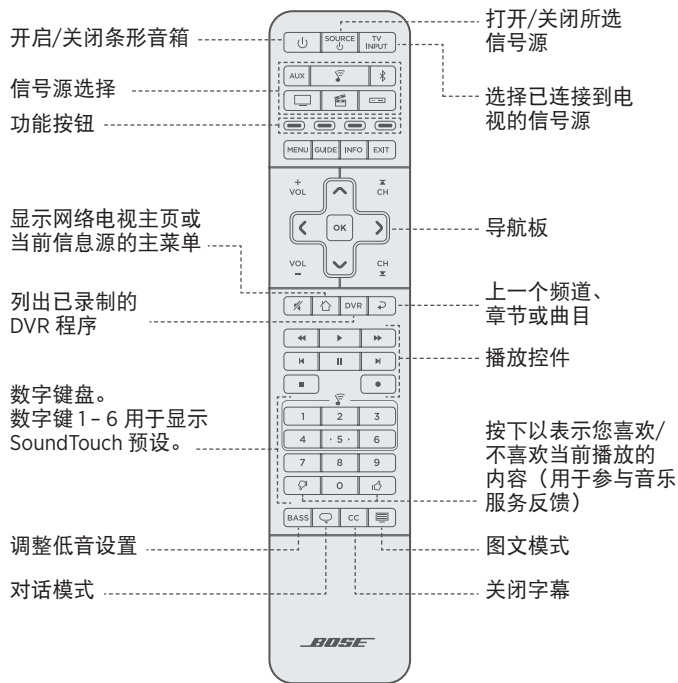 开启/关闭条形音箱
信号源选择
功能按钮
显示网络电视主页或
当前信息源的主菜单
列出已录制的
DVR 程序
数字键盘。
数字键 1 – 6 用于显示
SoundTouch 预设。
调整低音设置
对话模式
SOURCE
TV
INPUT
AUX
MENU
GUIDE
INFO
EXIT
+
VOL
CH
OK
VOL
–
CH
DVR
1
2
3
4
· 5 ·
6
7
8
9
0
BASS
CC
BOSE
打开/关闭所选
信号源
选择已连接到电
视的信号源
导航板
上一个频道、
章节或曲目
播放控件
按下以表示您喜欢/
不喜欢当前播放的
内容（用于参与音乐
服务反馈）
图文模式
关闭字幕